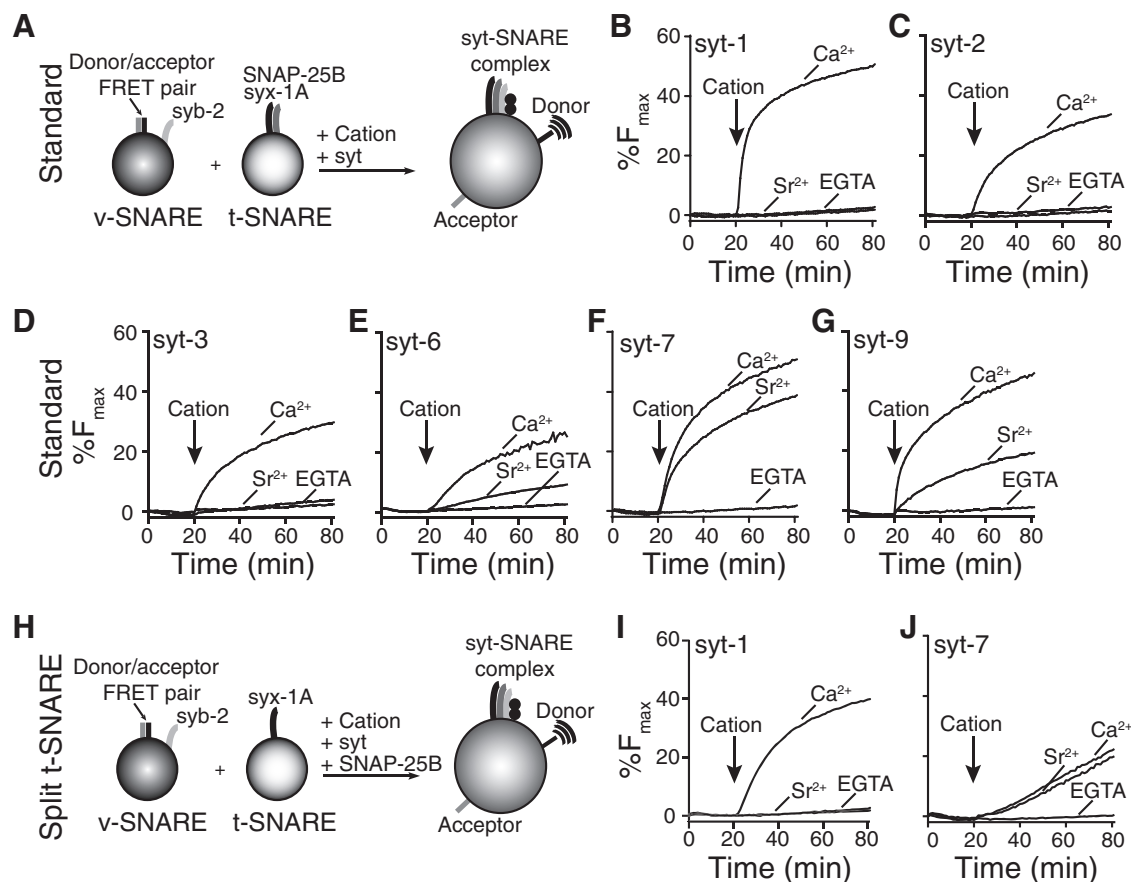 A
Standard
Donor/acceptor
FRET pair
syb-2
v-SNARE
+
SNAP-25B
syx-1A
t-SNARE
+ Cation
+ syt
syt-SNARE
complex
Donor
Acceptor
B
syt-1
60
40
20
0
%Fmax
Cation
Ca2+
Sr2+
EGTA
0 20 40 60 80
Time (min)
C
syt-2
Cation
Ca2+
Sr2+
EGTA
0 20 40 60 80
Time (min)
D
Standard
syt-3
60
40
20
0
%Fmax
Cation
Ca2+
Sr2+
EGTA
0 20 40 60 80
Time (min)
E
syt-6
Cation
Ca2+
Sr2+
EGTA
0 20 40 60 80
Time (min)
F
syt-7
Cation
Ca2+
Sr2+
EGTA
0 20 40 60 80
Time (min)
G
syt-9
Cation
Ca2+
Sr2+
EGTA
0 20 40 60 80
Time (min)
H
Split t-SNARE
Donor/acceptor
FRET pair
syb-2
v-SNARE
+
syx-1A
t-SNARE
+ Cation
+ syt
+ SNAP-25B
syt-SNARE
complex
Donor
Acceptor
I
syt-1
60
40
20
0
%Fmax
Cation
Ca2+
Sr2+
EGTA
0 20 40 60 80
Time (min)
J
syt-7
Cation
Ca2+
Sr2+
EGTA
0 20 40 60 80
Time (min)